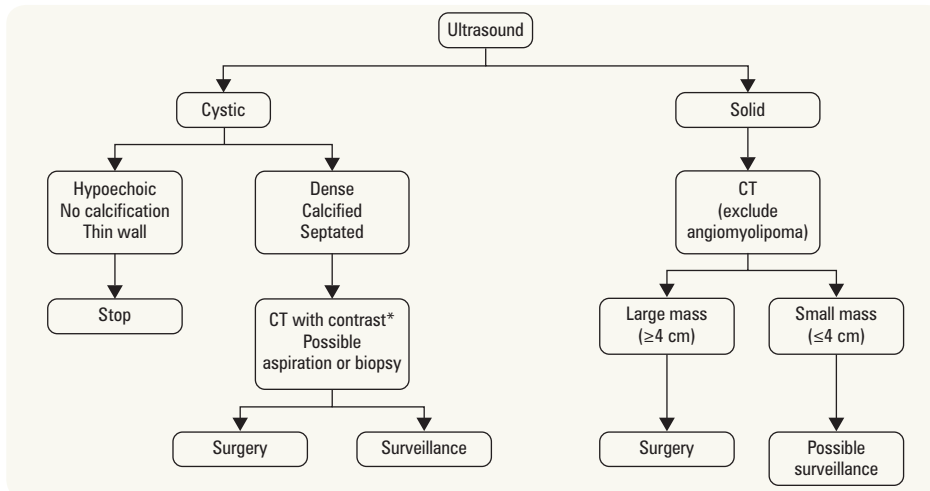 Ultrasound
Cystic
Solid
Hypoechoic
No calcification
Thin wall
Dense
Calcified
Septated
CT
(exclude
angiomyolipoma)
Stop
CT with contrast*
Possible
aspiration or biopsy
Large mass
(≥4 cm)
Small mass
(≤4 cm)
Surgery
Surveillance
Surgery
Possible
surveillance